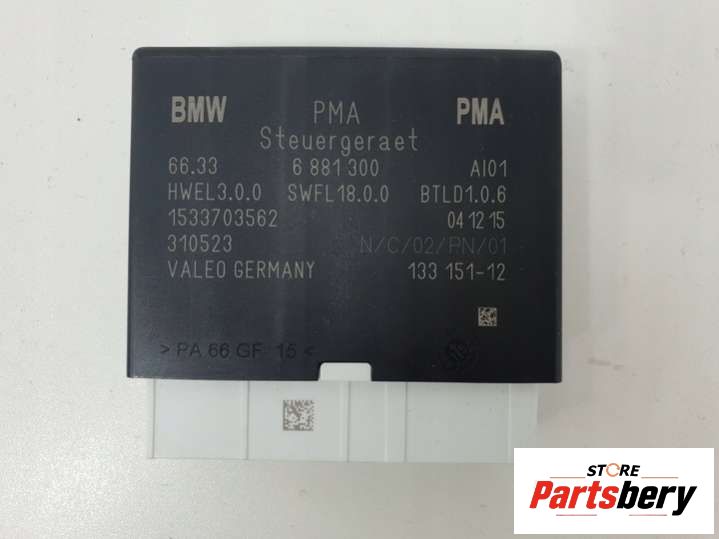 BMW PMA PMA
Steuergeraet
66.33 6 881 300 AI01
HWEL3.0.0 SWFL18.0.0 BTLD1.0.6
1533703562 04 12 15
310523 N/C/02/PN/01
VALEO GERMANY 133 151-12
> PA 66 GF 15 <
STORE
Partsbery